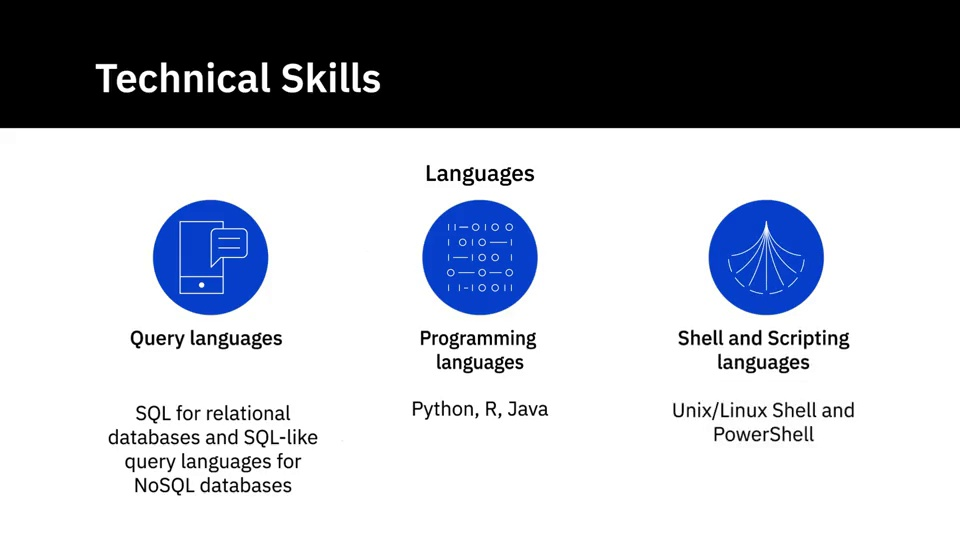 Technical Skills
Languages
Query languages
SQL for relational
databases and SQL-like
query languages for
NoSQL databases
Programming
languages
Python, R, Java
Shell and Scripting
languages
Unix/Linux Shell and
PowerShell